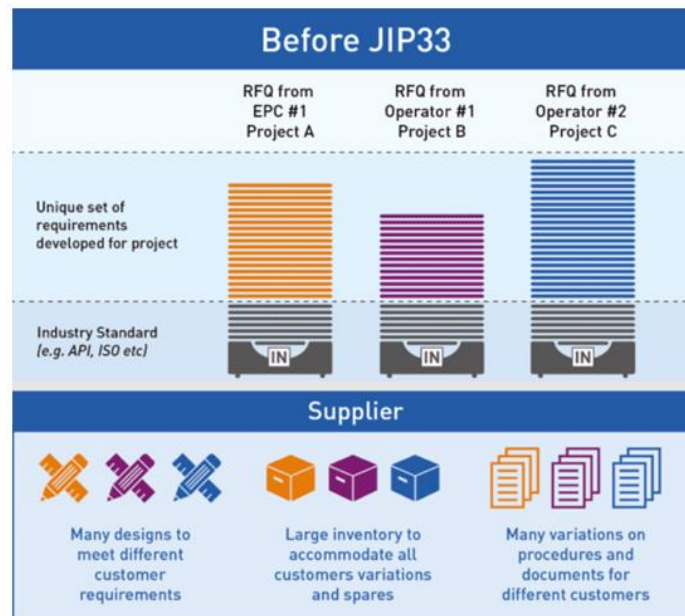 Before JIP33
RFQ from
EPC #1
Project A
RFQ from
Operator #1
Project B
RFQ from
Operator #2
Project C
Unique set of
requirements
developed for project
Industry Standard
(e.g. API, ISO etc)
IN
IN
IN
Supplier
Many designs to
meet different
customer
requirements
Large inventory to
accommodate all
customers variations
and spares
Many variations on
procedures and
documents for
different customers